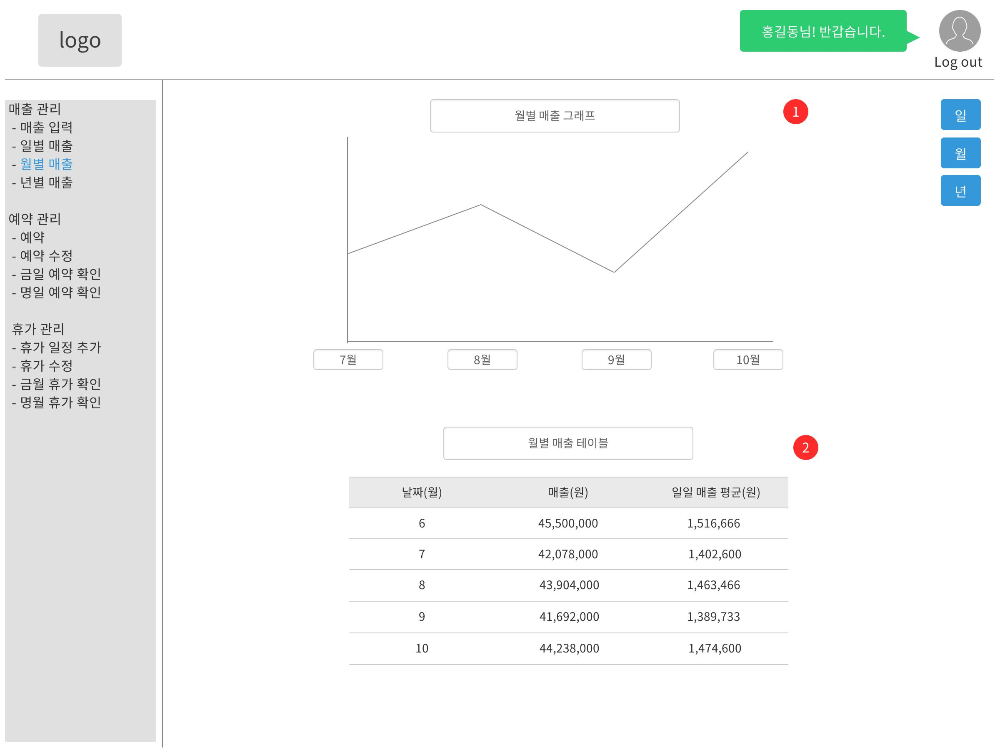 logo
홍길동님! 반갑습니다.
Log out
매출 관리
- 매출 입력
- 일별 매출
- 월별 매출
- 년별 매출
예약 관리
- 예약
- 예약 수정
- 금일 예약 확인
- 명일 예약 확인
휴가 관리
- 휴가 일정 추가
- 휴가 수정
- 금월 휴가 확인
- 명월 휴가 확인
월별 매출 그래프
1
일
월
년
7월 8월 9월 10월
월별 매출 테이블
2
날짜(월) 매출(원) 일일 매출 평균(원)
6 45,500,000 1,516,666
7 42,078,000 1,402,600
8 43,904,000 1,463,466
9 41,692,000 1,389,733
10 44,238,000 1,474,600